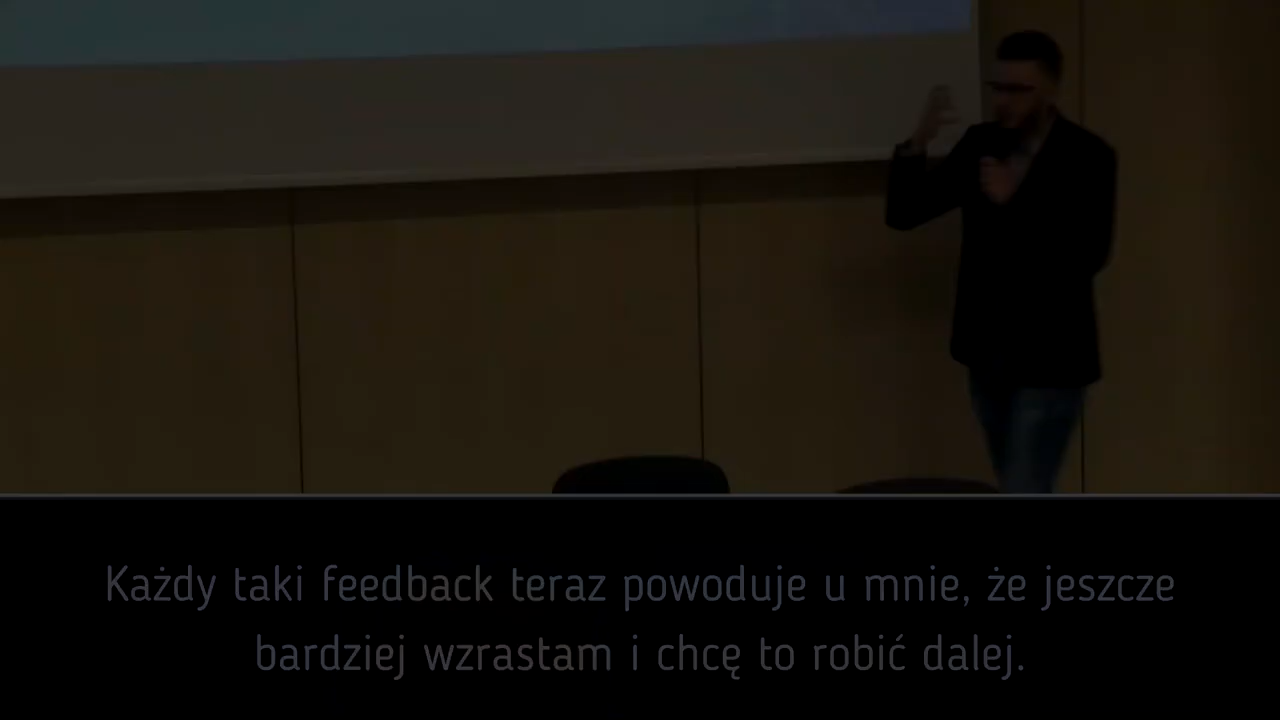 Każdy taki feedback teraz powoduje u mnie, że jeszcze
bardziej wzrastam i chcę to robić dalej.